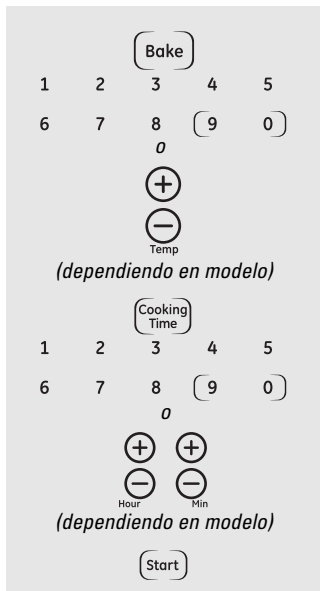 Bake
1 2 3 4 5
6 7 8 9 0
o
+
−
Temp
(dependiendo en modelo)
Cooking
Time
1 2 3 4 5
6 7 8 9 0
o
+ +
− −
Hour Min
(dependiendo en modelo)
Start